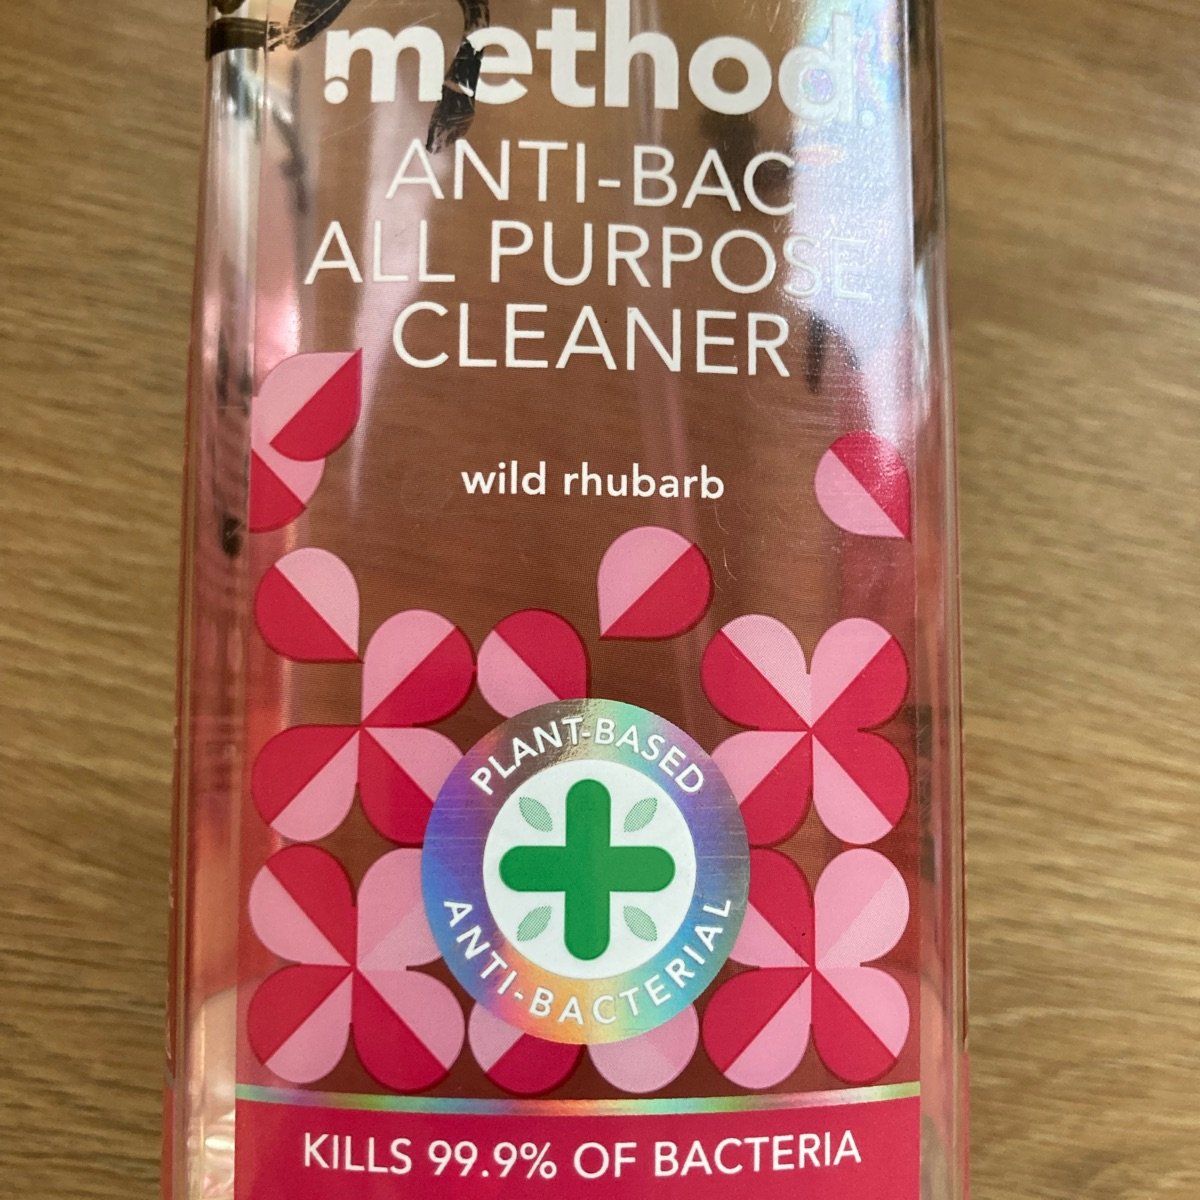 method.
ANTI-BAC
ALL PURPOSE
CLEANER
wild rhubarb
PLANT-BASED
ANTI-BACTERIAL
KILLS 99.9% OF BACTERIA